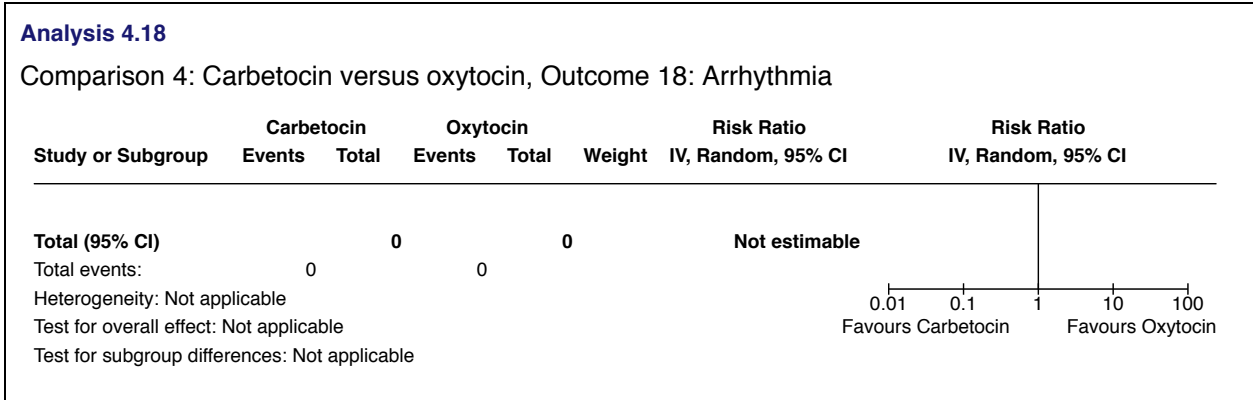 Analysis 4.18
Comparison 4: Carbetocin versus oxytocin, Outcome 18: Arrhythmia
Carbetocin Oxytocin Risk Ratio Risk Ratio
Study or Subgroup Events Total Events Total Weight IV, Random, 95% CI IV, Random, 95% CI
Total (95% CI) 0 0 Not estimable
Total events: 0 0
Heterogeneity: Not applicable
0.01 0.1 1 10 100
Test for overall effect: Not applicable Favours Carbetocin Favours Oxytocin
Test for subgroup differences: Not applicable